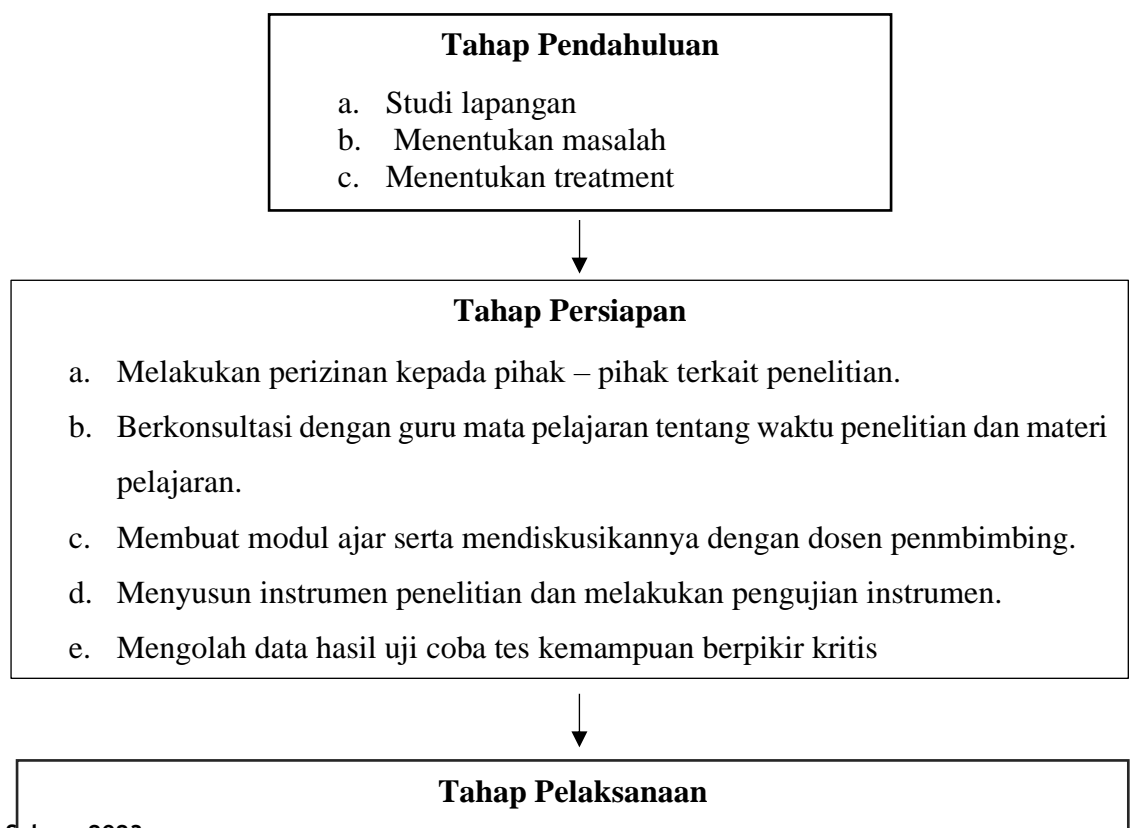 Tahap Pendahuluan
a. Studi lapangan
b. Menentukan masalah
c. Menentukan treatment
Tahap Persiapan
a. Melakukan perizinan kepada pihak – pihak terkait penelitian.
b. Berkonsultasi dengan guru mata pelajaran tentang waktu penelitian dan materi
pelajaran.
c. Membuat modul ajar serta mendiskusikannya dengan dosen penmbimbing.
d. Menyusun instrumen penelitian dan melakukan pengujian instrumen.
e. Mengolah data hasil uji coba tes kemampuan berpikir kritis
Tahap Pelaksanaan